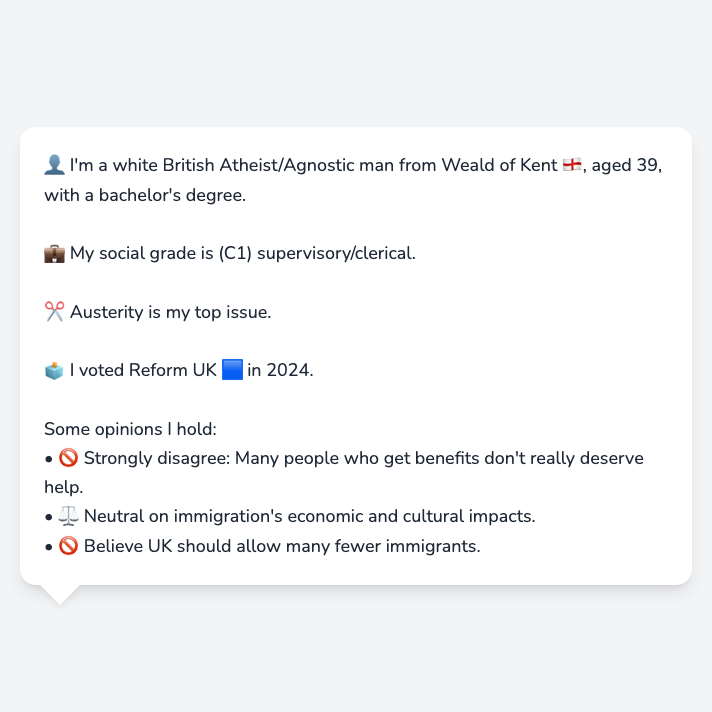 👤 I'm a white British Atheist/Agnostic man from Weald of Kent 🏴󠁧󠁢󠁥󠁮󠁧󠁿, aged 39,
with a bachelor's degree.
💼 My social grade is (C1) supervisory/clerical.
✂️ Austerity is my top issue.
🗳️ I voted Reform UK 🟦 in 2024.
Some opinions I hold:
• 🚫 Strongly disagree: Many people who get benefits don't really deserve
help.
• ⚖️ Neutral on immigration's economic and cultural impacts.
• 🚫 Believe UK should allow many fewer immigrants.